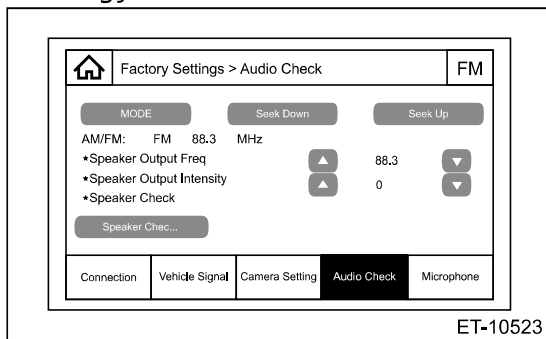 Factory Settings > Audio Check FM
MODE Seek Down Seek Up
AM/FM: FM 88.3 MHz
★Speaker Output Freq 88.3
★Speaker Output Intensity 0
★Speaker Check
Speaker Chec...
Connection Vehicle Signal Camera Setting Audio Check Microphone
ET-10523